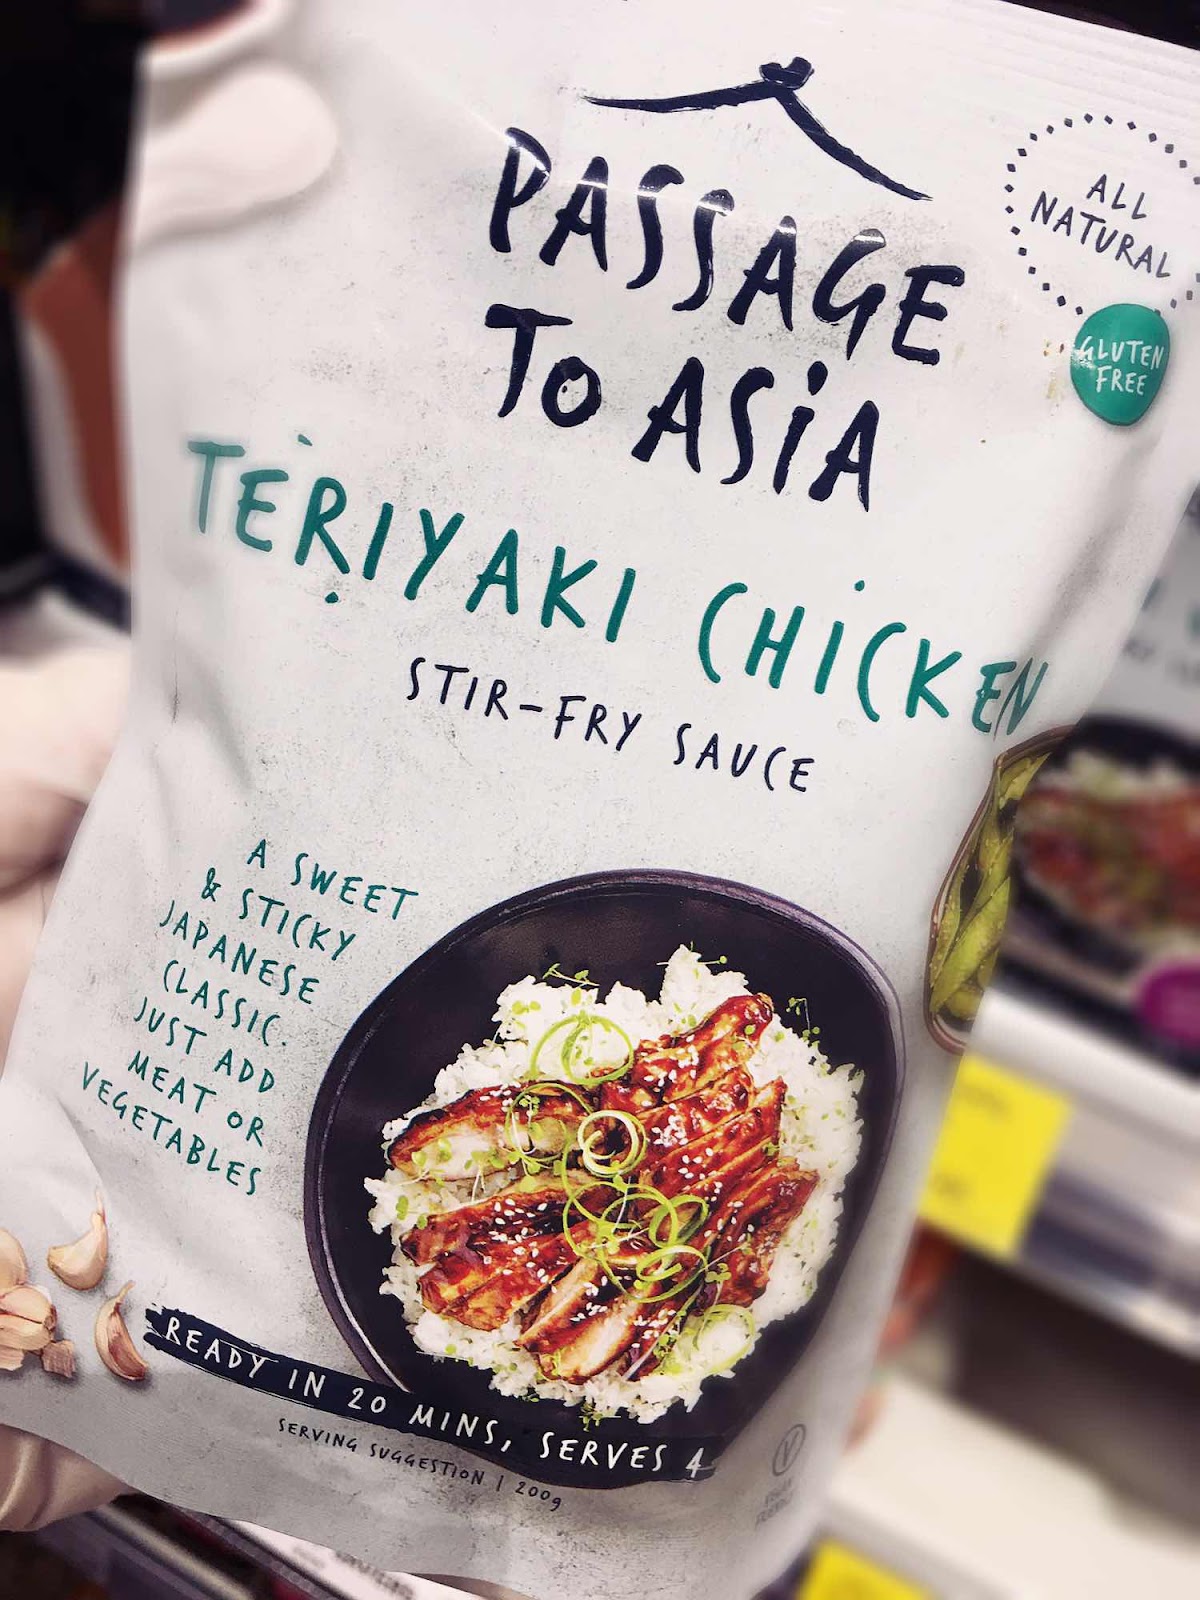 PASSAGE
TO ASIA
ALL
NATURAL
GLUTEN
FREE
TERIYAKI CHICKEN
STIR-FRY SAUCE
A SWEET
& STICKY
JAPANESE
CLASSIC.
JUST ADD
MEAT OR
VEGETABLES
READY IN 20 MINS, SERVES 4
SERVING SUGGESTION | 200g
V